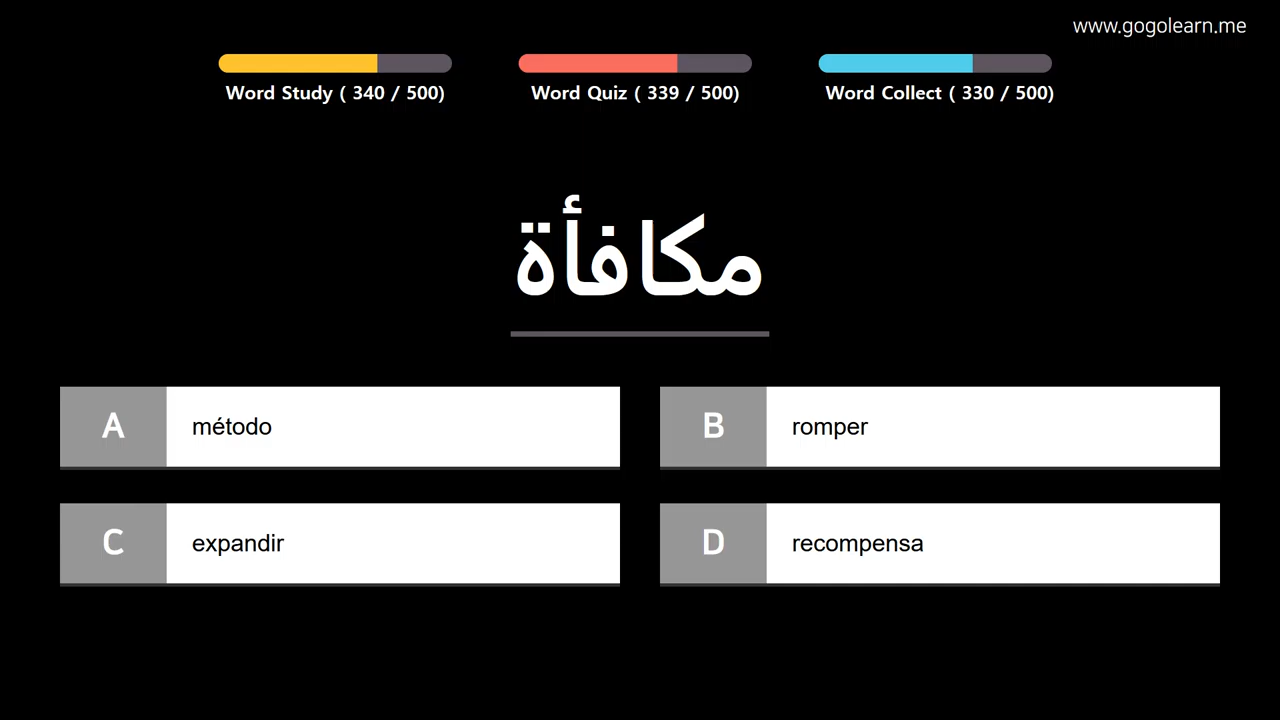 www.gogolearn.me
Word Study ( 340 / 500)
Word Quiz ( 339 / 500)
Word Collect ( 330 / 500)
مكافأة
A método
B romper
C expandir
D recompensa